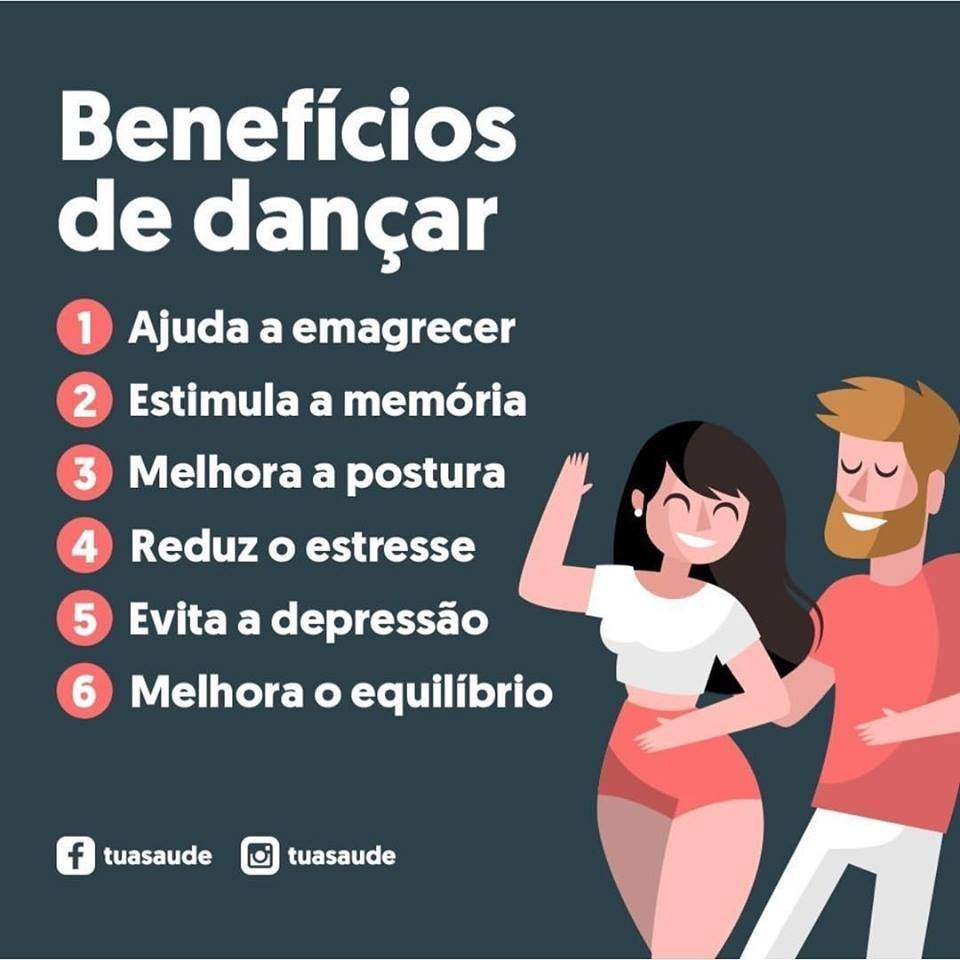 Benefícios
de dançar
1 Ajuda a emagrecer
2 Estimula a memória
3 Melhora a postura
4 Reduz o estresse
5 Evita a depressão
6 Melhora o equilíbrio
tuasaude tuasaude